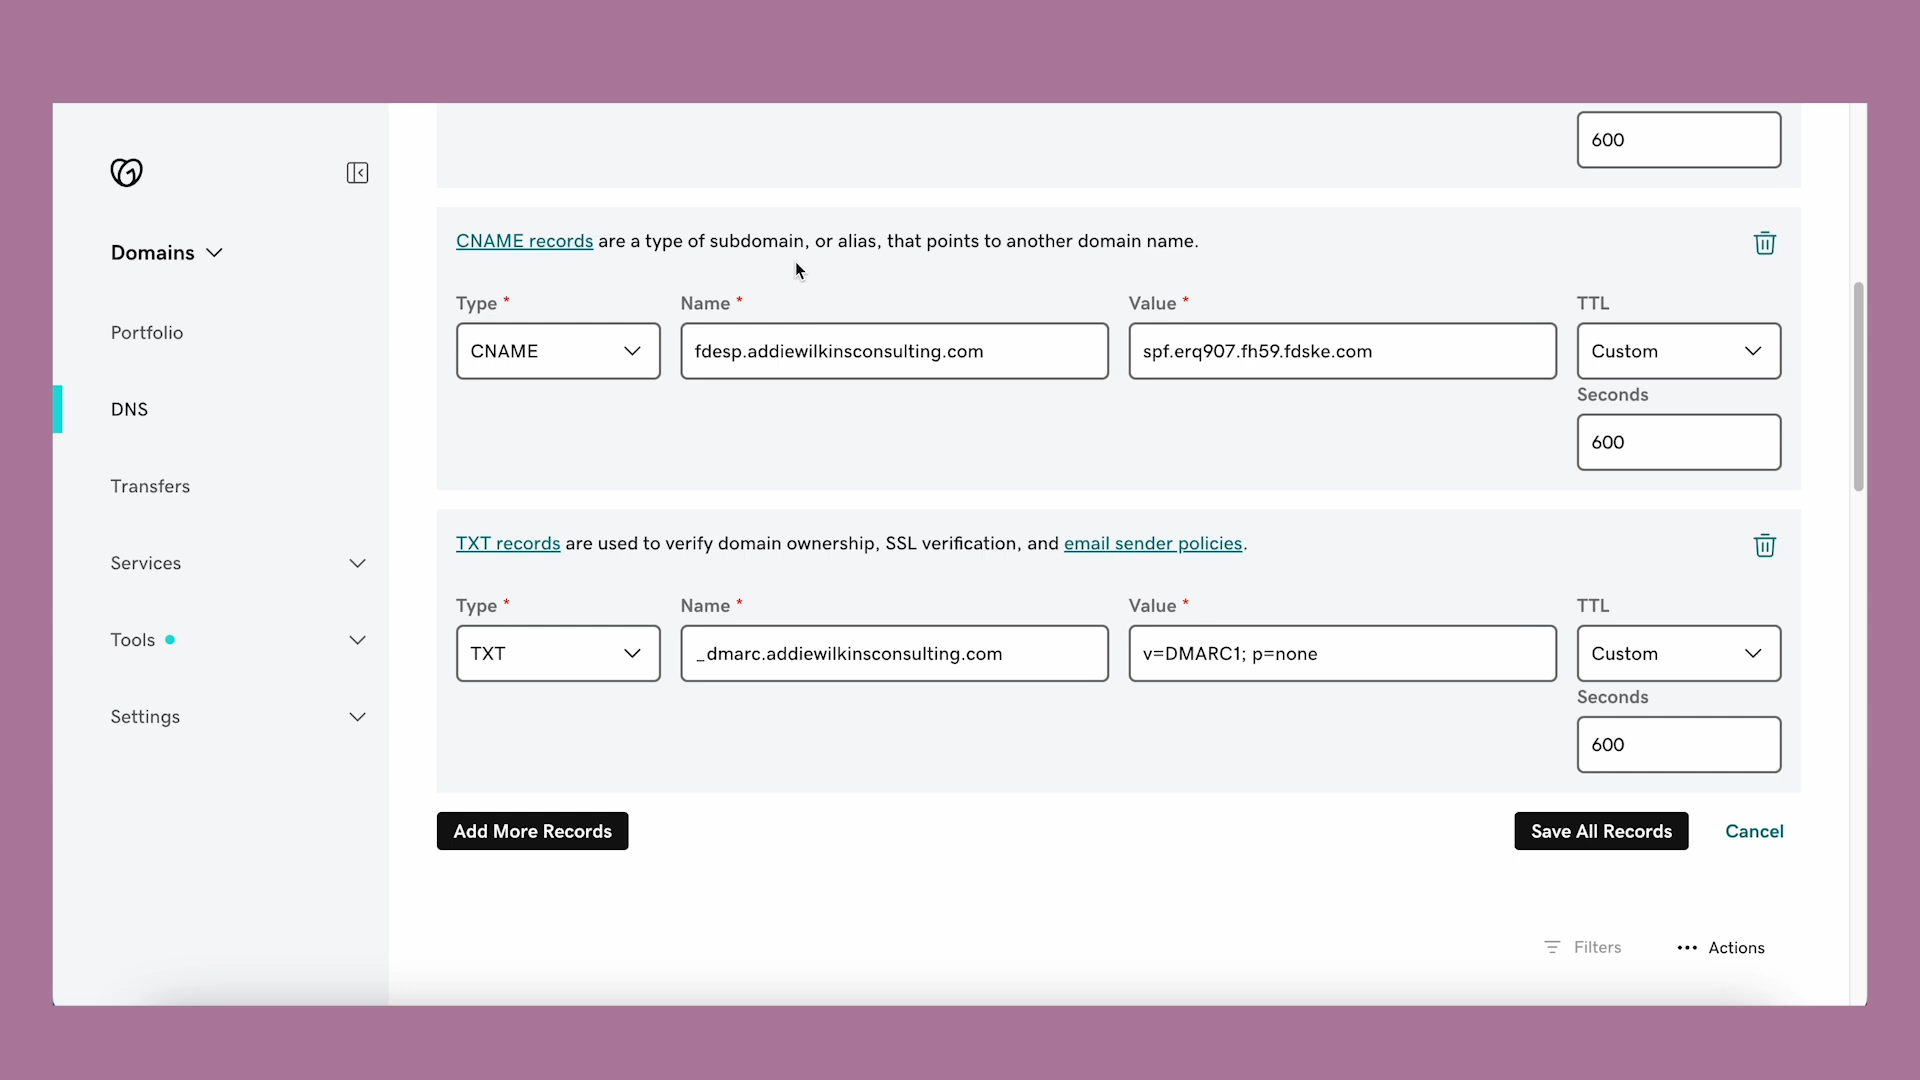 600
Domains
Portfolio
DNS
Transfers
Services
Tools
Settings
CNAME records are a type of subdomain, or alias, that points to another domain name.
Type * Name * Value * TTL
CNAME fdesp.addiewilkinsconsulting.com spf.erq907.fh59.fdske.com Custom
Seconds
600
TXT records are used to verify domain ownership, SSL verification, and email sender policies.
Type * Name * Value * TTL
TXT _dmarc.addiewilkinsconsulting.com v=DMARC1; p=none Custom
Seconds
600
Add More Records Save All Records Cancel
Filters ••• Actions